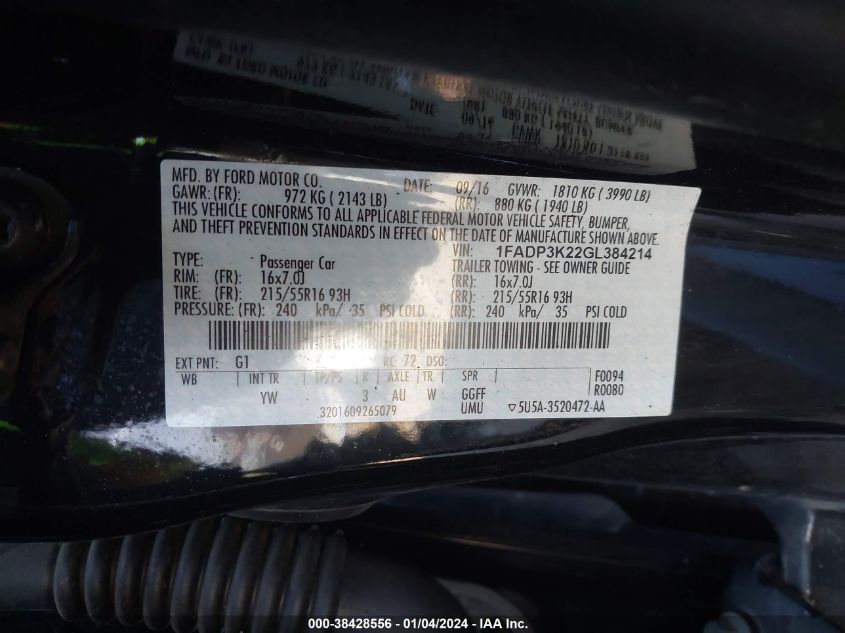 MFD. BY FORD MOTOR CO. DATE: 09/16 GVWR: 1810 KG ( 3990 LB)
GAWR:(FR): 972 KG ( 2143 LB) (RR): 880 KG ( 1940 LB)
THIS VEHICLE CONFORMS TO ALL APPLICABLE FEDERAL MOTOR VEHICLE SAFETY, BUMPER,
AND THEFT PREVENTION STANDARDS IN EFFECT ON THE DATE OF MANUFACTURE SHOWN ABOVE.
VIN: 1FADP3K22GL384214
TYPE: Passenger Car TRAILER TOWING - SEE OWNER GUIDE
RIM: (FR): 16x7.0J (RR): 16x7.0J
TIRE: (FR): 215/55R16 93H (RR): 215/55R16 93H
PRESSURE: (FR): 240 kPa/ 35 PSI COLD (RR): 240 kPa/ 35 PSI COLD
EXT PNT: G1 RC: 72 DSO:
WB INT TR TP/PS R AXLE TR SPR F0094
YW 3 AU W GGFF R0080
.3201609265079 UMU ▽5U5A-3520472-AA
000-38428556 — 01/04/2024 — IAA Inc.